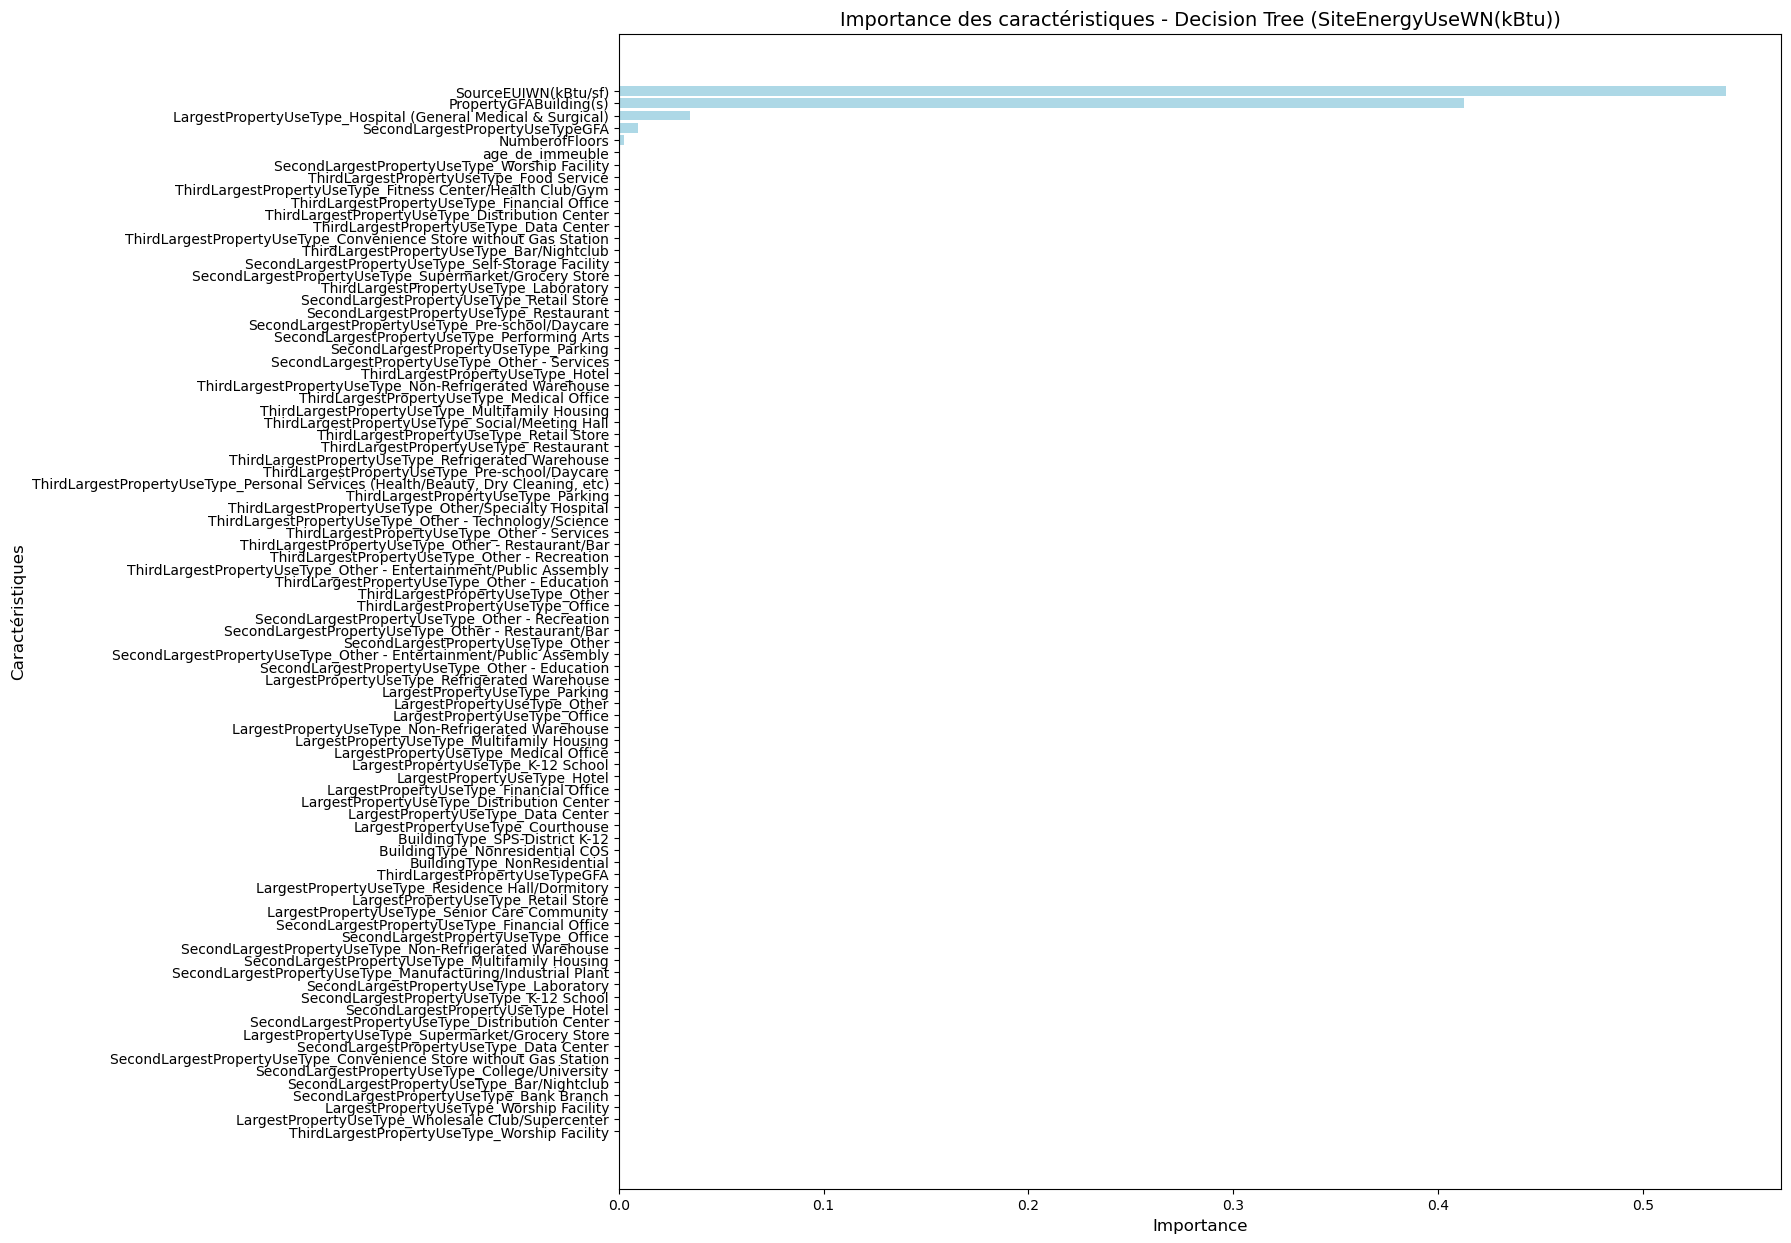 Importance des caractéristiques - Decision Tree (SiteEnergyUseWN(kBtu))
SourceEUIWN(kBtu/sf)
PropertyGFABuilding(s)
LargestPropertyUseType_Hospital (General Medical & Surgical)
SecondLargestPropertyUseTypeGFA
NumberofFloors
age_de_immeuble
SecondLargestPropertyUseType_Worship Facility
ThirdLargestPropertyUseType_Food Service
ThirdLargestPropertyUseType_Fitness Center/Health Club/Gym
ThirdLargestPropertyUseType_Financial Office
ThirdLargestPropertyUseType_Distribution Center
ThirdLargestPropertyUseType_Data Center
ThirdLargestPropertyUseType_Convenience Store without Gas Station
ThirdLargestPropertyUseType_Bar/Nightclub
SecondLargestPropertyUseType_Self-Storage Facility
SecondLargestPropertyUseType_Supermarket/Grocery Store
ThirdLargestPropertyUseType_Laboratory
SecondLargestPropertyUseType_Retail Store
SecondLargestPropertyUseType_Restaurant
SecondLargestPropertyUseType_Pre-school/Daycare
SecondLargestPropertyUseType_Performing Arts
SecondLargestPropertyUseType_Parking
SecondLargestPropertyUseType_Other - Services
ThirdLargestPropertyUseType_Hotel
ThirdLargestPropertyUseType_Non-Refrigerated Warehouse
ThirdLargestPropertyUseType_Medical Office
ThirdLargestPropertyUseType_Multifamily Housing
ThirdLargestPropertyUseType_Social/Meeting Hall
ThirdLargestPropertyUseType_Retail Store
ThirdLargestPropertyUseType_Restaurant
ThirdLargestPropertyUseType_Refrigerated Warehouse
ThirdLargestPropertyUseType_Pre-school/Daycare
ThirdLargestPropertyUseType_Personal Services (Health/Beauty, Dry Cleaning, etc)
ThirdLargestPropertyUseType_Parking
ThirdLargestPropertyUseType_Other/Specialty Hospital
ThirdLargestPropertyUseType_Other - Technology/Science
ThirdLargestPropertyUseType_Other - Services
ThirdLargestPropertyUseType_Other - Restaurant/Bar
ThirdLargestPropertyUseType_Other - Recreation
ThirdLargestPropertyUseType_Other - Entertainment/Public Assembly
ThirdLargestPropertyUseType_Other - Education
ThirdLargestPropertyUseType_Other
ThirdLargestPropertyUseType_Office
SecondLargestPropertyUseType_Other - Recreation
SecondLargestPropertyUseType_Other - Restaurant/Bar
SecondLargestPropertyUseType_Other
SecondLargestPropertyUseType_Other - Entertainment/Public Assembly
SecondLargestPropertyUseType_Other - Education
LargestPropertyUseType_Refrigerated Warehouse
LargestPropertyUseType_Parking
LargestPropertyUseType_Other
LargestPropertyUseType_Office
LargestPropertyUseType_Non-Refrigerated Warehouse
LargestPropertyUseType_Multifamily Housing
LargestPropertyUseType_Medical Office
LargestPropertyUseType_K-12 School
LargestPropertyUseType_Hotel
LargestPropertyUseType_Financial Office
LargestPropertyUseType_Distribution Center
LargestPropertyUseType_Data Center
LargestPropertyUseType_Courthouse
BuildingType_SPS-District K-12
BuildingType_Nonresidential COS
BuildingType_NonResidential
ThirdLargestPropertyUseTypeGFA
LargestPropertyUseType_Residence Hall/Dormitory
LargestPropertyUseType_Retail Store
LargestPropertyUseType_Senior Care Community
SecondLargestPropertyUseType_Financial Office
SecondLargestPropertyUseType_Office
SecondLargestPropertyUseType_Non-Refrigerated Warehouse
SecondLargestPropertyUseType_Multifamily Housing
SecondLargestPropertyUseType_Manufacturing/Industrial Plant
SecondLargestPropertyUseType_Laboratory
SecondLargestPropertyUseType_K-12 School
SecondLargestPropertyUseType_Hotel
SecondLargestPropertyUseType_Distribution Center
LargestPropertyUseType_Supermarket/Grocery Store
SecondLargestPropertyUseType_Data Center
SecondLargestPropertyUseType_Convenience Store without Gas Station
SecondLargestPropertyUseType_College/University
SecondLargestPropertyUseType_Bar/Nightclub
SecondLargestPropertyUseType_Bank Branch
LargestPropertyUseType_Worship Facility
LargestPropertyUseType_Wholesale Club/Supercenter
ThirdLargestPropertyUseType_Worship Facility
Caractéristiques
0.0 0.1 0.2 0.3 0.4 0.5
Importance